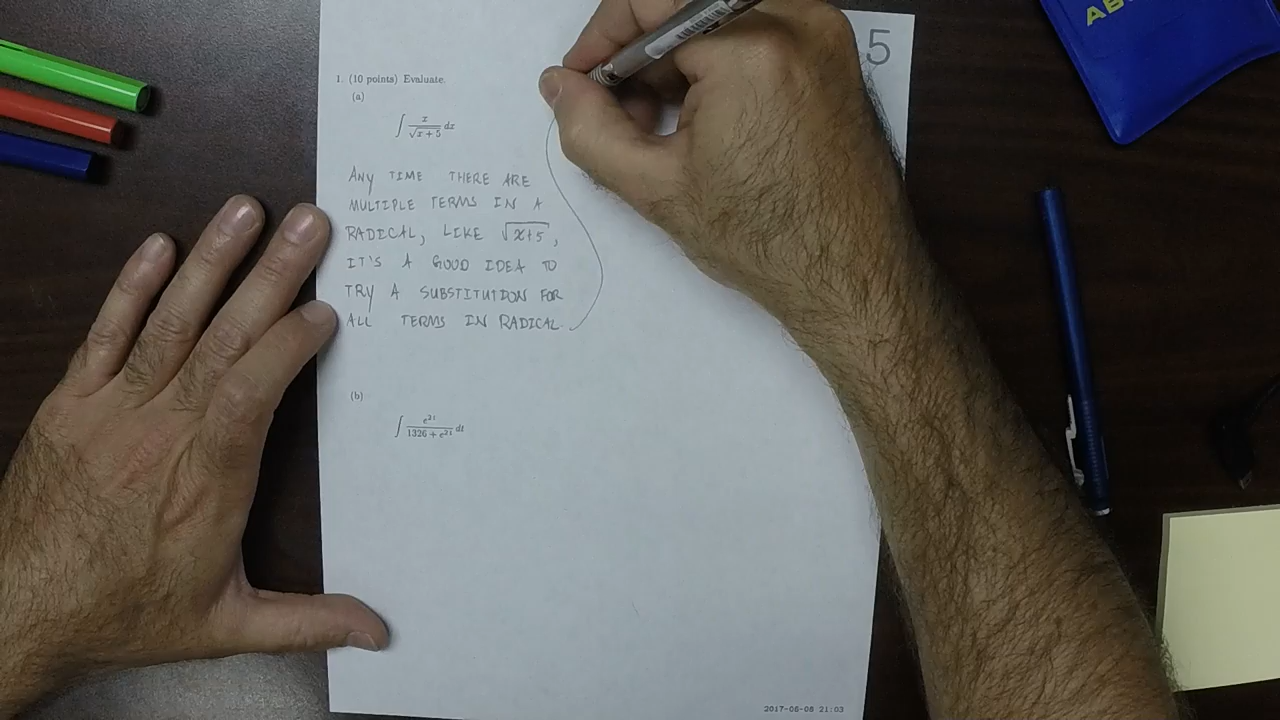 5
AB
1. (10 points) Evaluate.
(a)
∫ x/√(x + 5) dx
ANY TIME THERE ARE
MULTIPLE TERMS IN A
RADICAL, LIKE √x+5,
IT'S A GOOD IDEA TO
TRY A SUBSTITUTION FOR
ALL TERMS IN RADICAL.
(b)
∫ e^{2t}/(1326 + e^{2t}) dt
2017-06-08 21:03